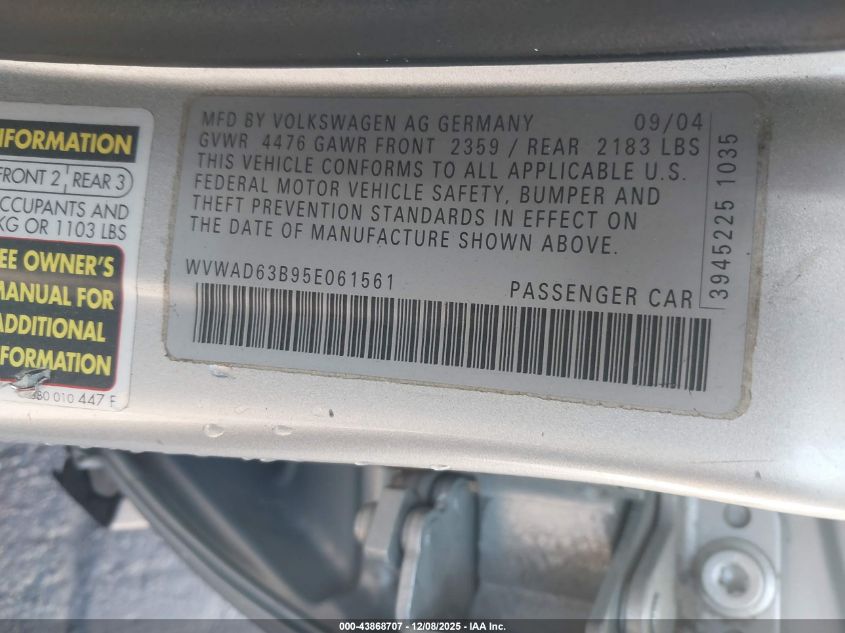 INFORMATION
FRONT 2 REAR 3
OCCUPANTS AND
KG OR 1103 LBS
EE OWNER'S
MANUAL FOR
ADDITIONAL
INFORMATION
3B0 010 447 F
MFD BY VOLKSWAGEN AG GERMANY 09/04
GVWR 4476 GAWR FRONT 2359 / REAR 2183 LBS
THIS VEHICLE CONFORMS TO ALL APPLICABLE U.S.
FEDERAL MOTOR VEHICLE SAFETY, BUMPER AND
THEFT PREVENTION STANDARDS IN EFFECT ON
THE DATE OF MANUFACTURE SHOWN ABOVE.
WVWAD63B95E061561 PASSENGER CAR
3945225 1035
000-43868707 - 12/08/2025 - IAA Inc.